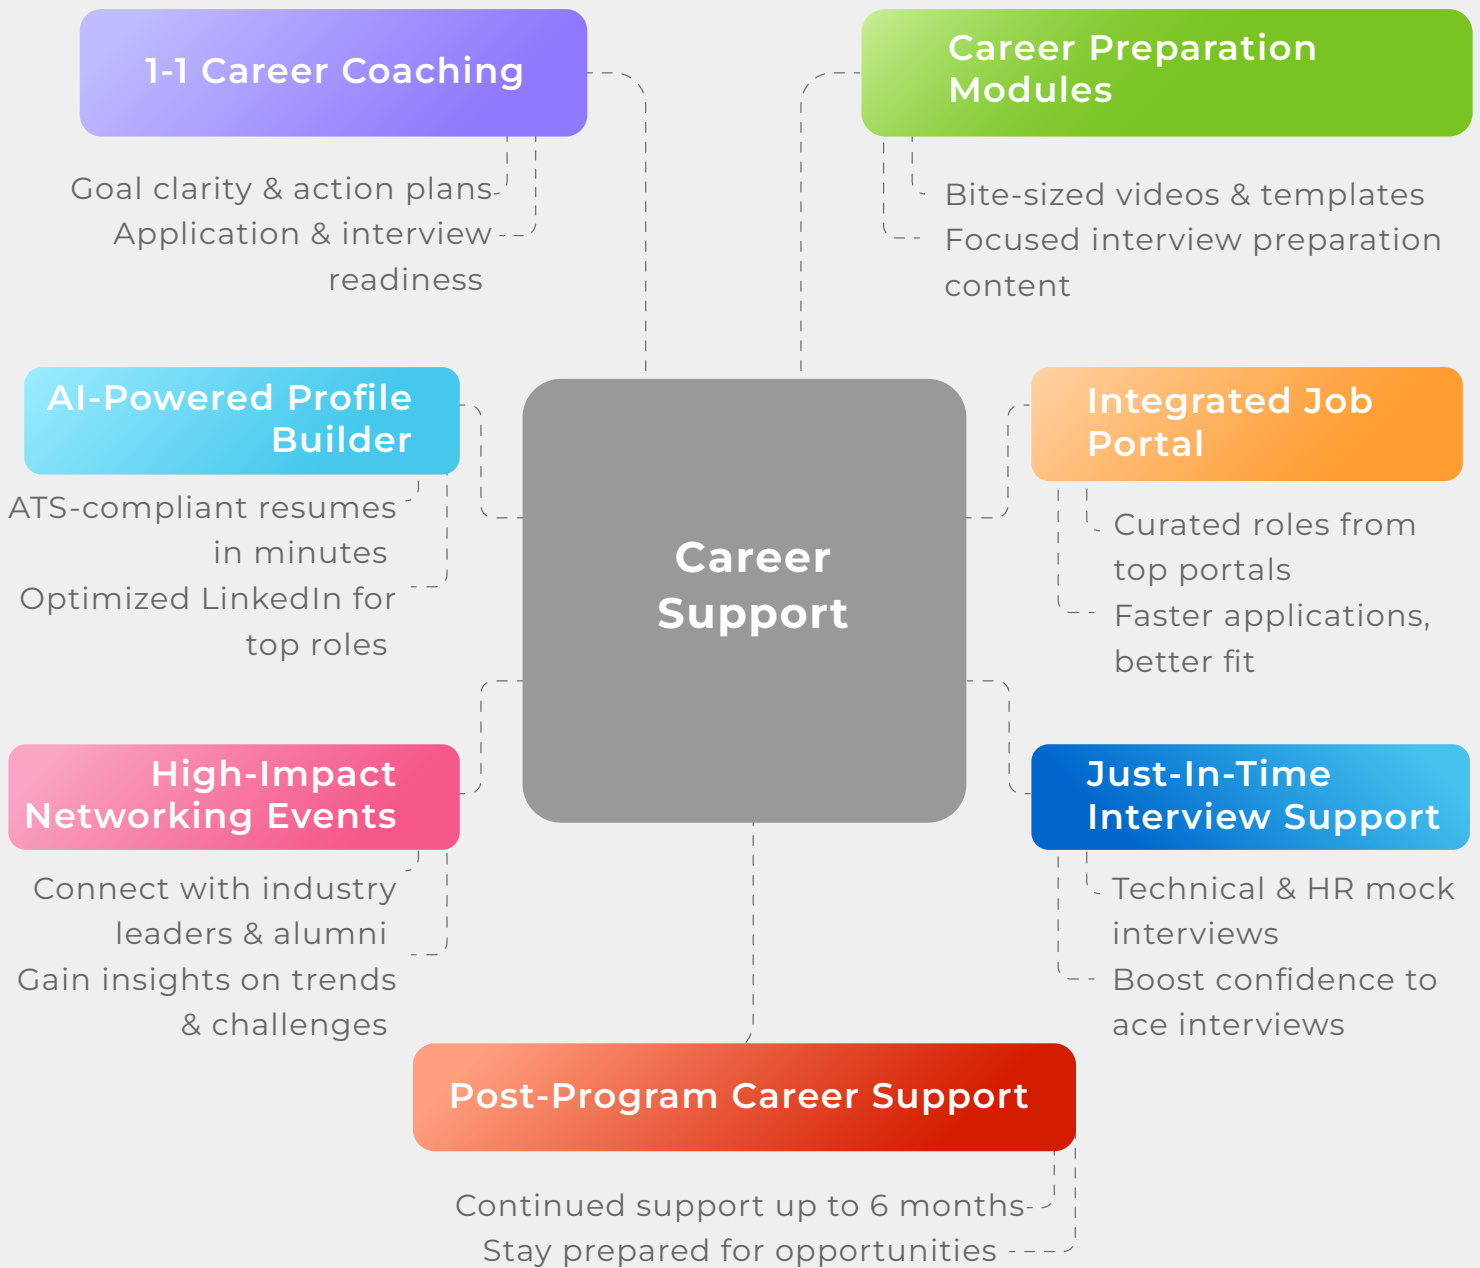 1-1 Career Coaching
Goal clarity & action plans
Application & interview
readiness
Career Preparation
Modules
Bite-sized videos & templates
Focused interview preparation
content
AI-Powered Profile
Builder
ATS-compliant resumes
in minutes
Optimized LinkedIn for
top roles
Career
Support
Integrated Job
Portal
Curated roles from
top portals
Faster applications,
better fit
High-Impact
Networking Events
Connect with industry
leaders & alumni
Gain insights on trends
& challenges
Just-In-Time
Interview Support
Technical & HR mock
interviews
Boost confidence to
ace interviews
Post-Program Career Support
Continued support up to 6 months
Stay prepared for opportunities